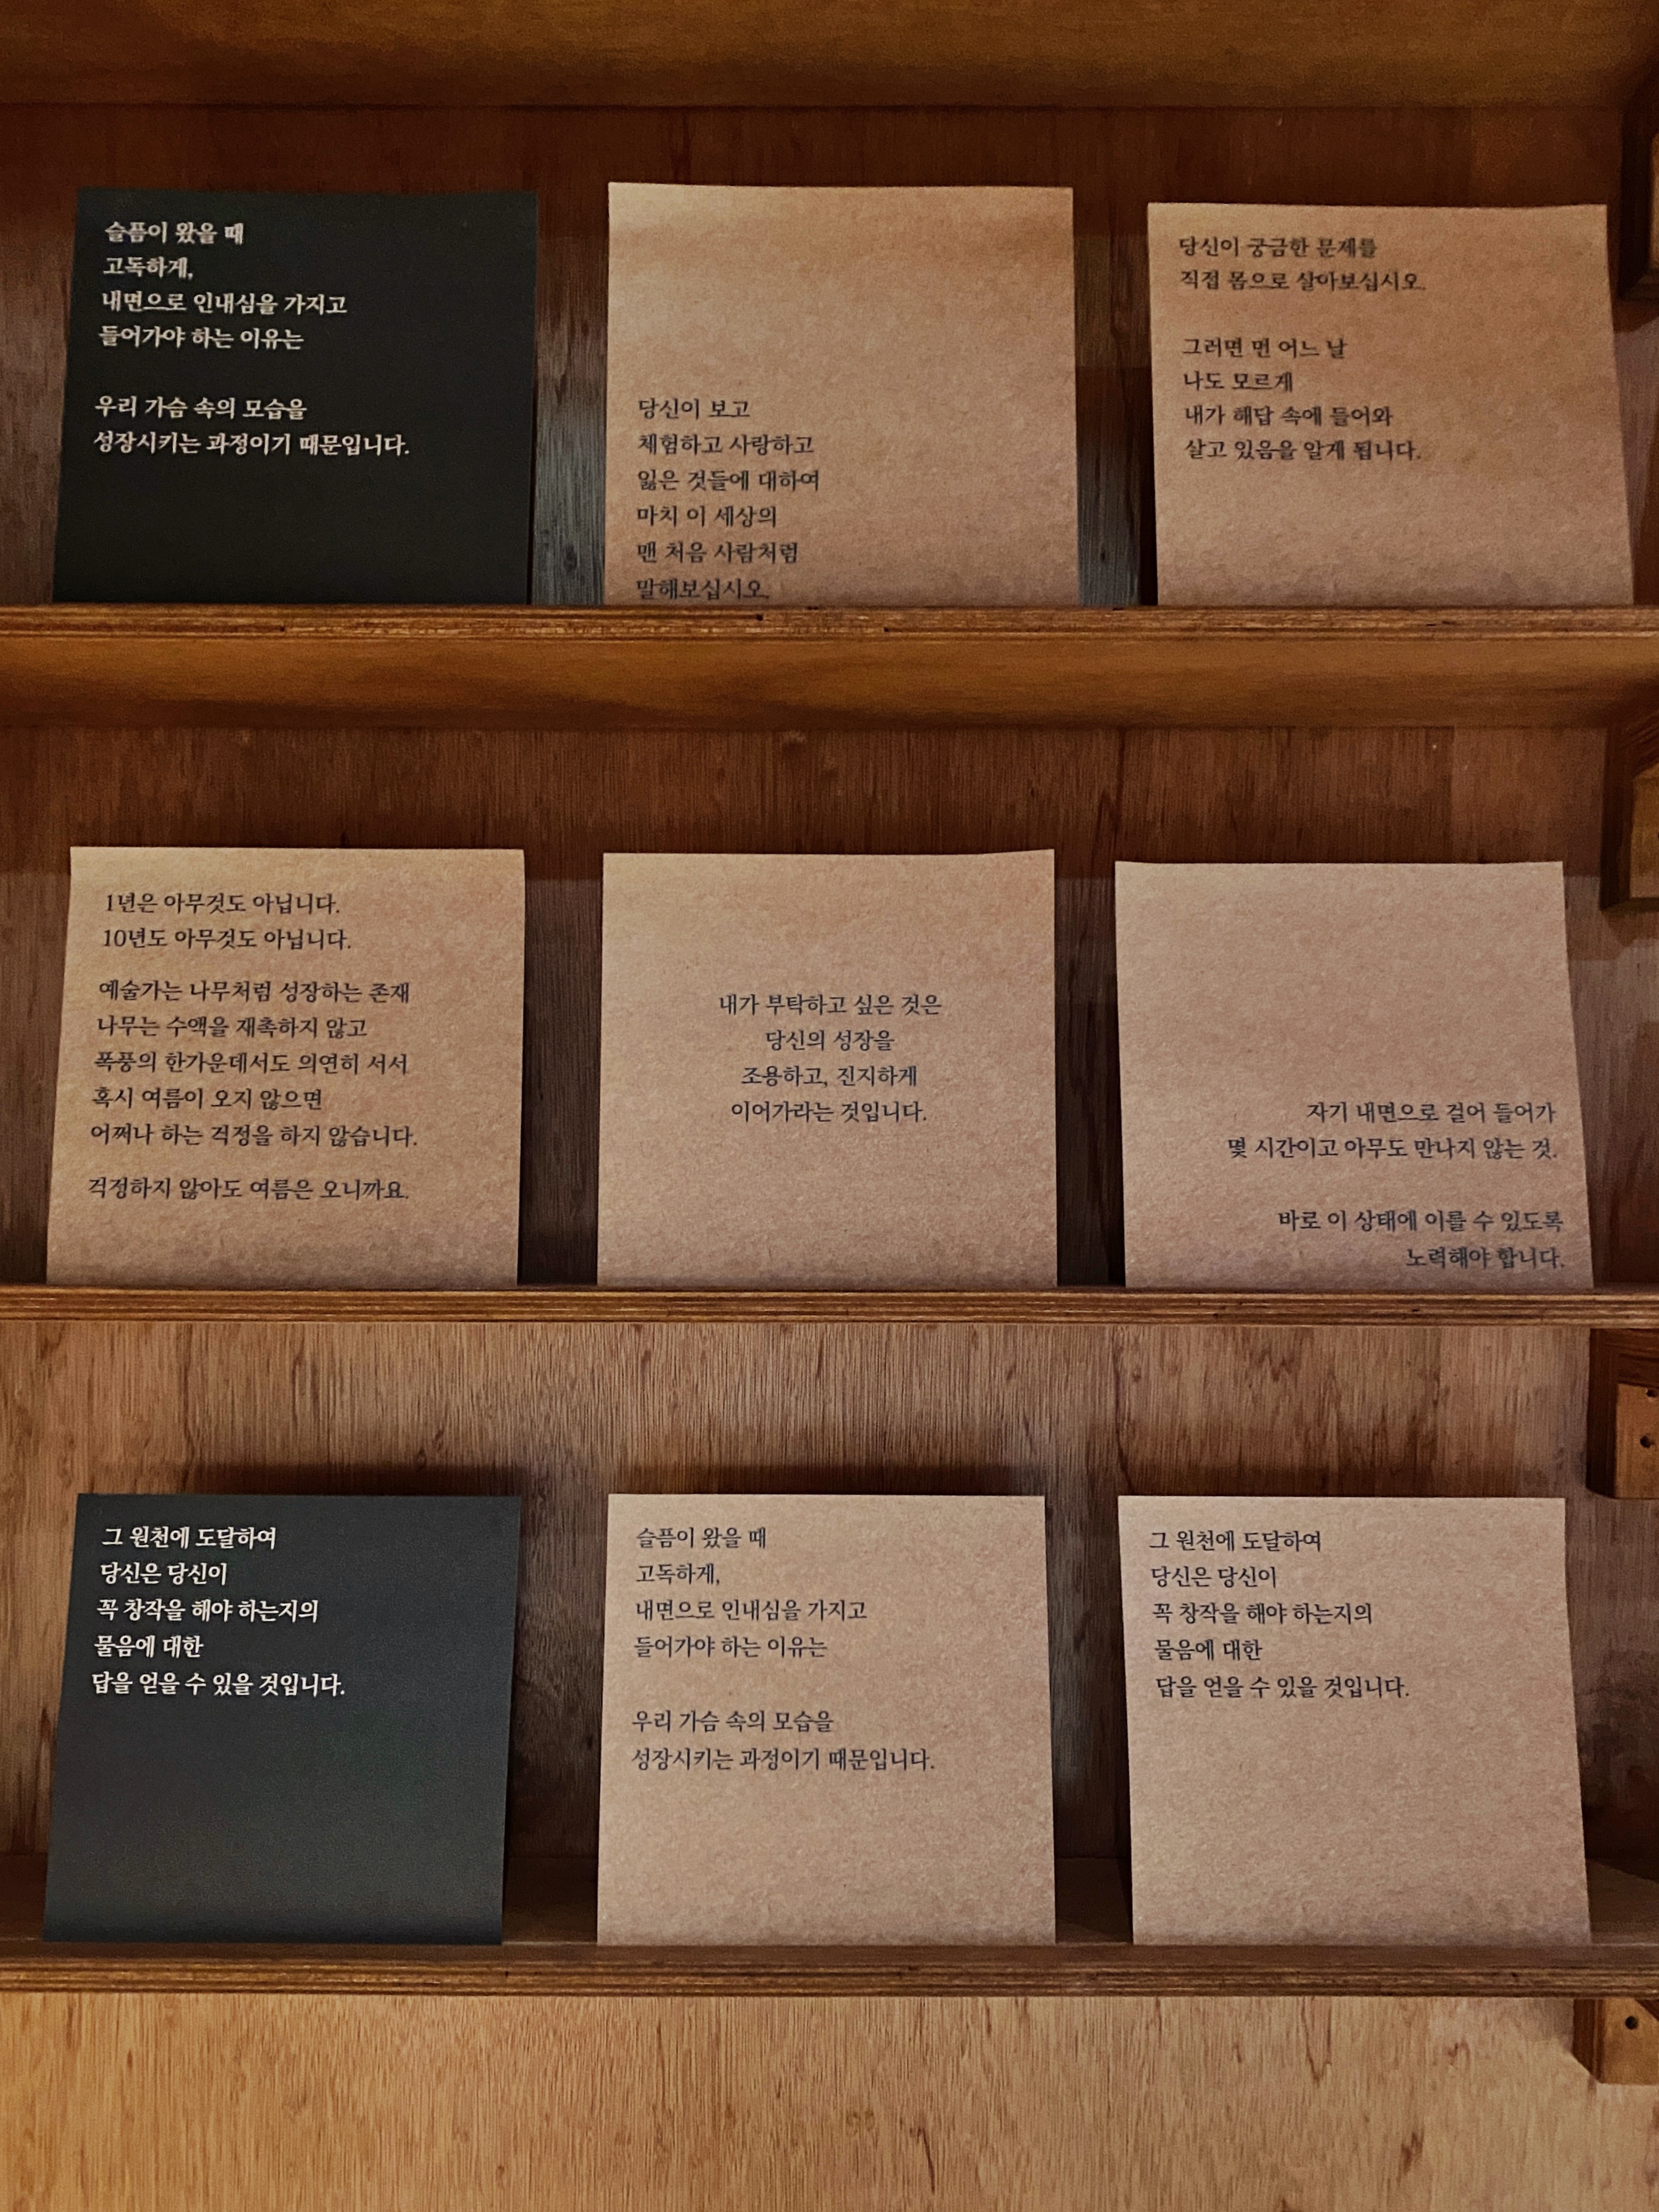 슬픔이 왔을 때
고독하게,
내면으로 인내심을 가지고
들어가야 하는 이유는
우리 가슴 속의 모습을
성장시키는 과정이기 때문입니다.
당신이 보고
체험하고 사랑하고
잃은 것들에 대하여
마치 이 세상의
맨 처음 사람처럼
말해보십시오.
당신이 궁금한 문제를
직접 몸으로 살아보십시오.
그러면 먼 어느 날
나도 모르게
내가 해답 속에 들어와
살고 있음을 알게 됩니다.
1년은 아무것도 아닙니다.
10년도 아무것도 아닙니다.
예술가는 나무처럼 성장하는 존재
나무는 수액을 재촉하지 않고
폭풍의 한가운데서도 의연히 서서
혹시 여름이 오지 않으면
어쩌나 하는 걱정을 하지 않습니다.
걱정하지 않아도 여름은 오니까요.
내가 부탁하고 싶은 것은
당신의 성장을
조용하고, 진지하게
이어가라는 것입니다.
자기 내면으로 걸어 들어가
몇 시간이고 아무도 만나지 않는 것.
바로 이 상태에 이를 수 있도록
노력해야 합니다.
그 원천에 도달하여
당신은 당신이
꼭 창작을 해야 하는지의
물음에 대한
답을 얻을 수 있을 것입니다.
슬픔이 왔을 때
고독하게,
내면으로 인내심을 가지고
들어가야 하는 이유는
우리 가슴 속의 모습을
성장시키는 과정이기 때문입니다.
그 원천에 도달하여
당신은 당신이
꼭 창작을 해야 하는지의
물음에 대한
답을 얻을 수 있을 것입니다.